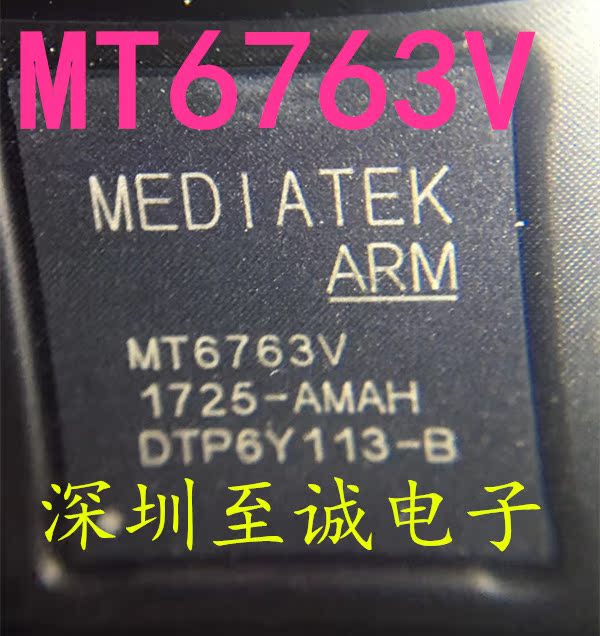 MT6763V
MEDIATEK
ARM
MT6763V
1725-AMAH
DTP6Y113-B
深圳至诚电子